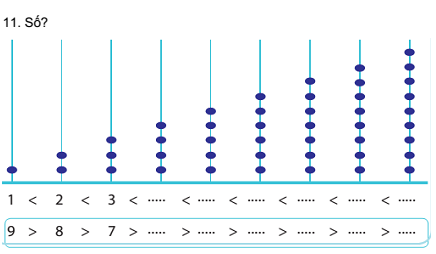 11. Số?
1 < 2 < 3 < ..... < ..... < ..... < ..... < ..... < .....
9 > 8 > 7 > ..... > ..... > ..... > ..... > ..... > .....